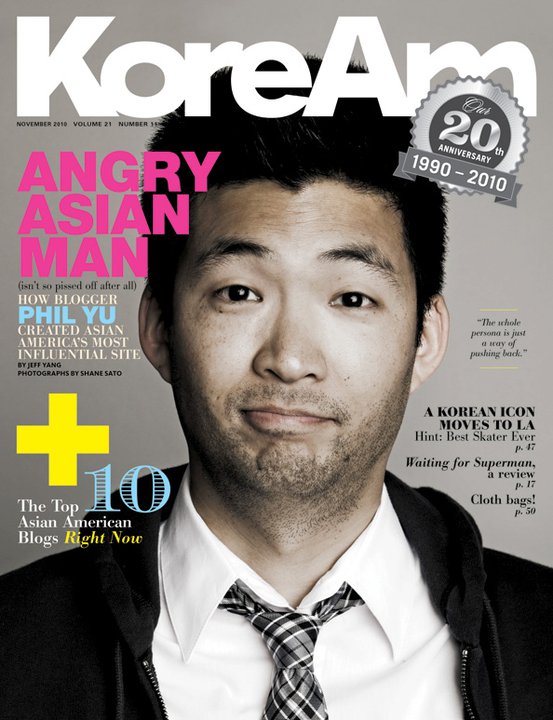 KoreAm
NOVEMBER 2010 VOLUME 21 NUMBER 11
Our
20th
ANNIVERSARY
1990 – 2010
ANGRY
ASIAN
MAN
(isn't so pissed off after all)
HOW BLOGGER
PHIL YU
CREATED ASIAN
AMERICA'S MOST
INFLUENTIAL SITE
BY JEFF YANG
PHOTOGRAPHS BY SHANE SATO
"The whole
persona is just
a way of
pushing back."
+
The Top 10
Asian American
Blogs Right Now
A KOREAN ICON
MOVES TO LA
Hint: Best Skater Ever
p. 47
Waiting for Superman,
a review
p. 17
Cloth bags!
p. 50